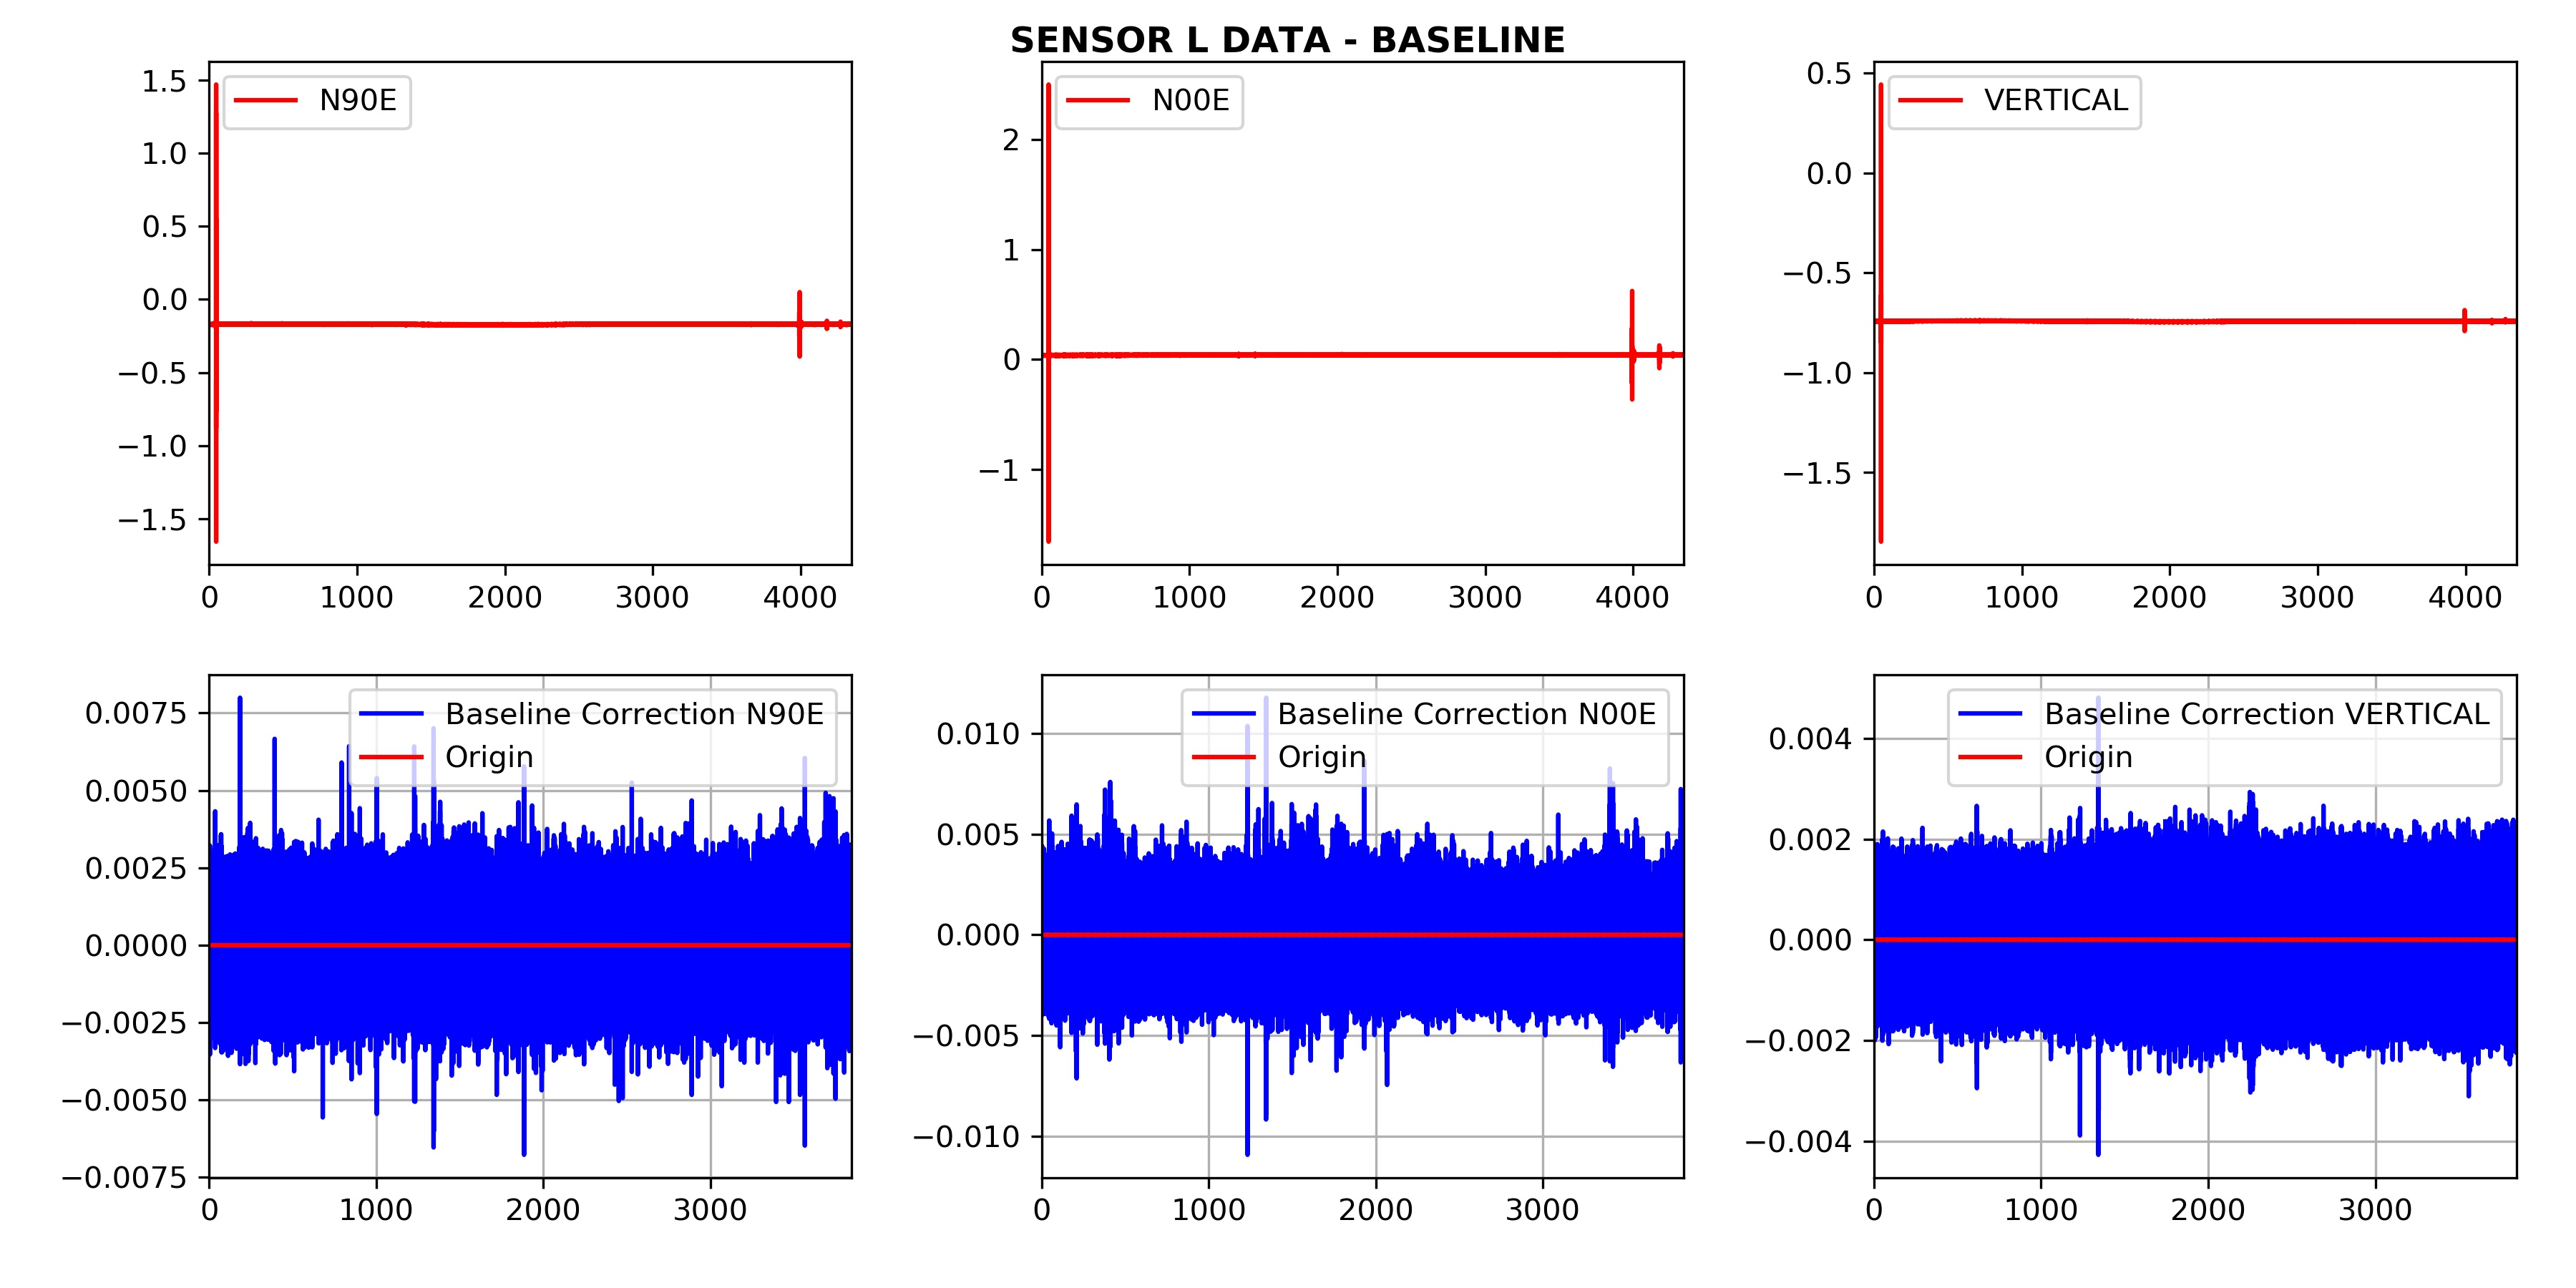 SENSOR L DATA - BASELINE
1.5
1.0
0.5
0.0
−0.5
−1.0
−1.5
N90E
0 1000 2000 3000 4000
2
1
0
−1
N00E
0 1000 2000 3000 4000
0.5
0.0
−0.5
−1.0
−1.5
VERTICAL
0 1000 2000 3000 4000
0.0075
0.0050
0.0025
0.0000
−0.0025
−0.0050
−0.0075
Baseline Correction N90E
Origin
0 1000 2000 3000
0.010
0.005
0.000
−0.005
−0.010
Baseline Correction N00E
Origin
0 1000 2000 3000
0.004
0.002
0.000
−0.002
−0.004
Baseline Correction VERTICAL
Origin
0 1000 2000 3000